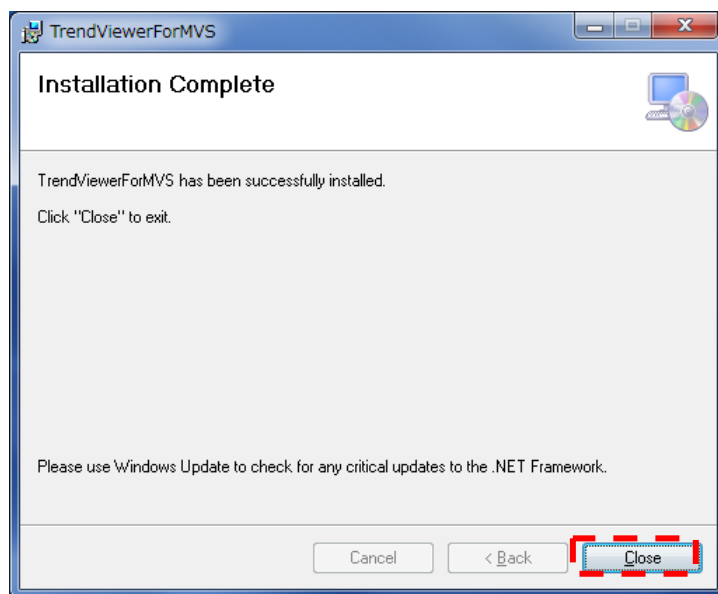 TrendViewerForMVS
Installation Complete
TrendViewerForMVS has been successfully installed.
Click "Close" to exit.
Please use Windows Update to check for any critical updates to the .NET Framework.
Cancel < Back Close